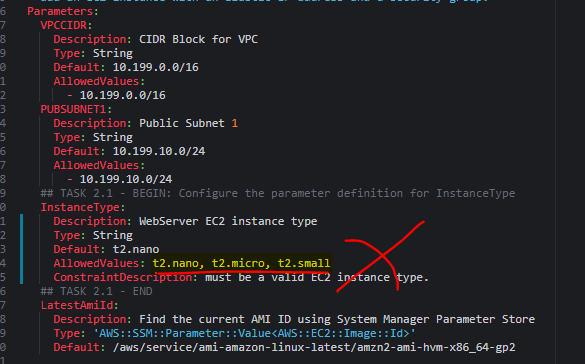 6 Parameters:
7 VPCCIDR:
8 Description: CIDR Block for VPC
9 Type: String
0 Default: 10.199.0.0/16
1 AllowedValues:
2 - 10.199.0.0/16
3 PUBSUBNET1:
4 Description: Public Subnet 1
5 Type: String
6 Default: 10.199.10.0/24
7 AllowedValues:
8 - 10.199.10.0/24
9 ## TASK 2.1 - BEGIN: Configure the parameter definition for InstanceType
0 InstanceType:
1 Description: WebServer EC2 instance type
2 Type: String
3 Default: t2.nano
4 AllowedValues: t2.nano, t2.micro, t2.small
5 ConstraintDescription: must be a valid EC2 instance type.
6 ## TASK 2.1 - END
7 LatestAmiId:
8 Description: Find the current AMI ID using System Manager Parameter Store
9 Type: 'AWS::SSM::Parameter::Value<AWS::EC2::Image::Id>'
0 Default: /aws/service/ami-amazon-linux-latest/amzn2-ami-hvm-x86_64-gp2